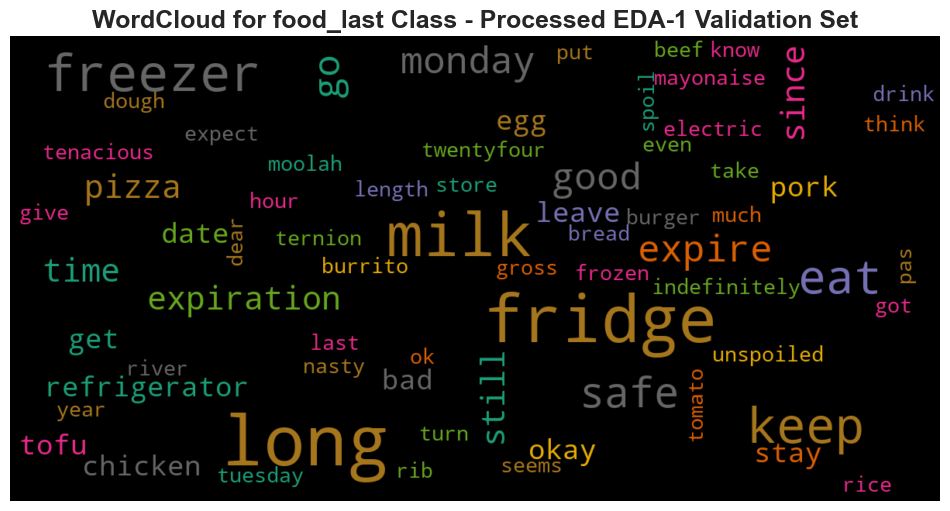 WordCloud for food_last Class - Processed EDA-1 Validation Set
freezer
go
monday
put
beef
know
mayonaise
since
drink
dough
spoil
think
expect
egg
electric
even
tenacious
moolah
twentyfour
pizza
length
store
good
take
pork
give
hour
leave
burger
much
date
dear
ternion
milk
bread
expire
time
burrito
gross
frozen
indefinitely
eat
pas
expiration
fridge
got
get
last
ok
unspoiled
river
nasty
bad
still
safe
tomato
refrigerator
year
long
turn
okay
keep
tofu
chicken
tuesday
rib
seems
stay
rice